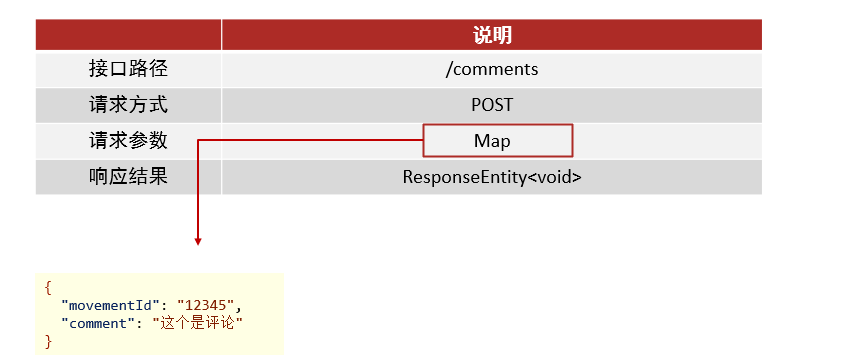 说明
接口路径 /comments
请求方式 POST
请求参数 Map
响应结果 ResponseEntity<void>
{
"movementId": "12345",
"comment": "这个是评论"
}